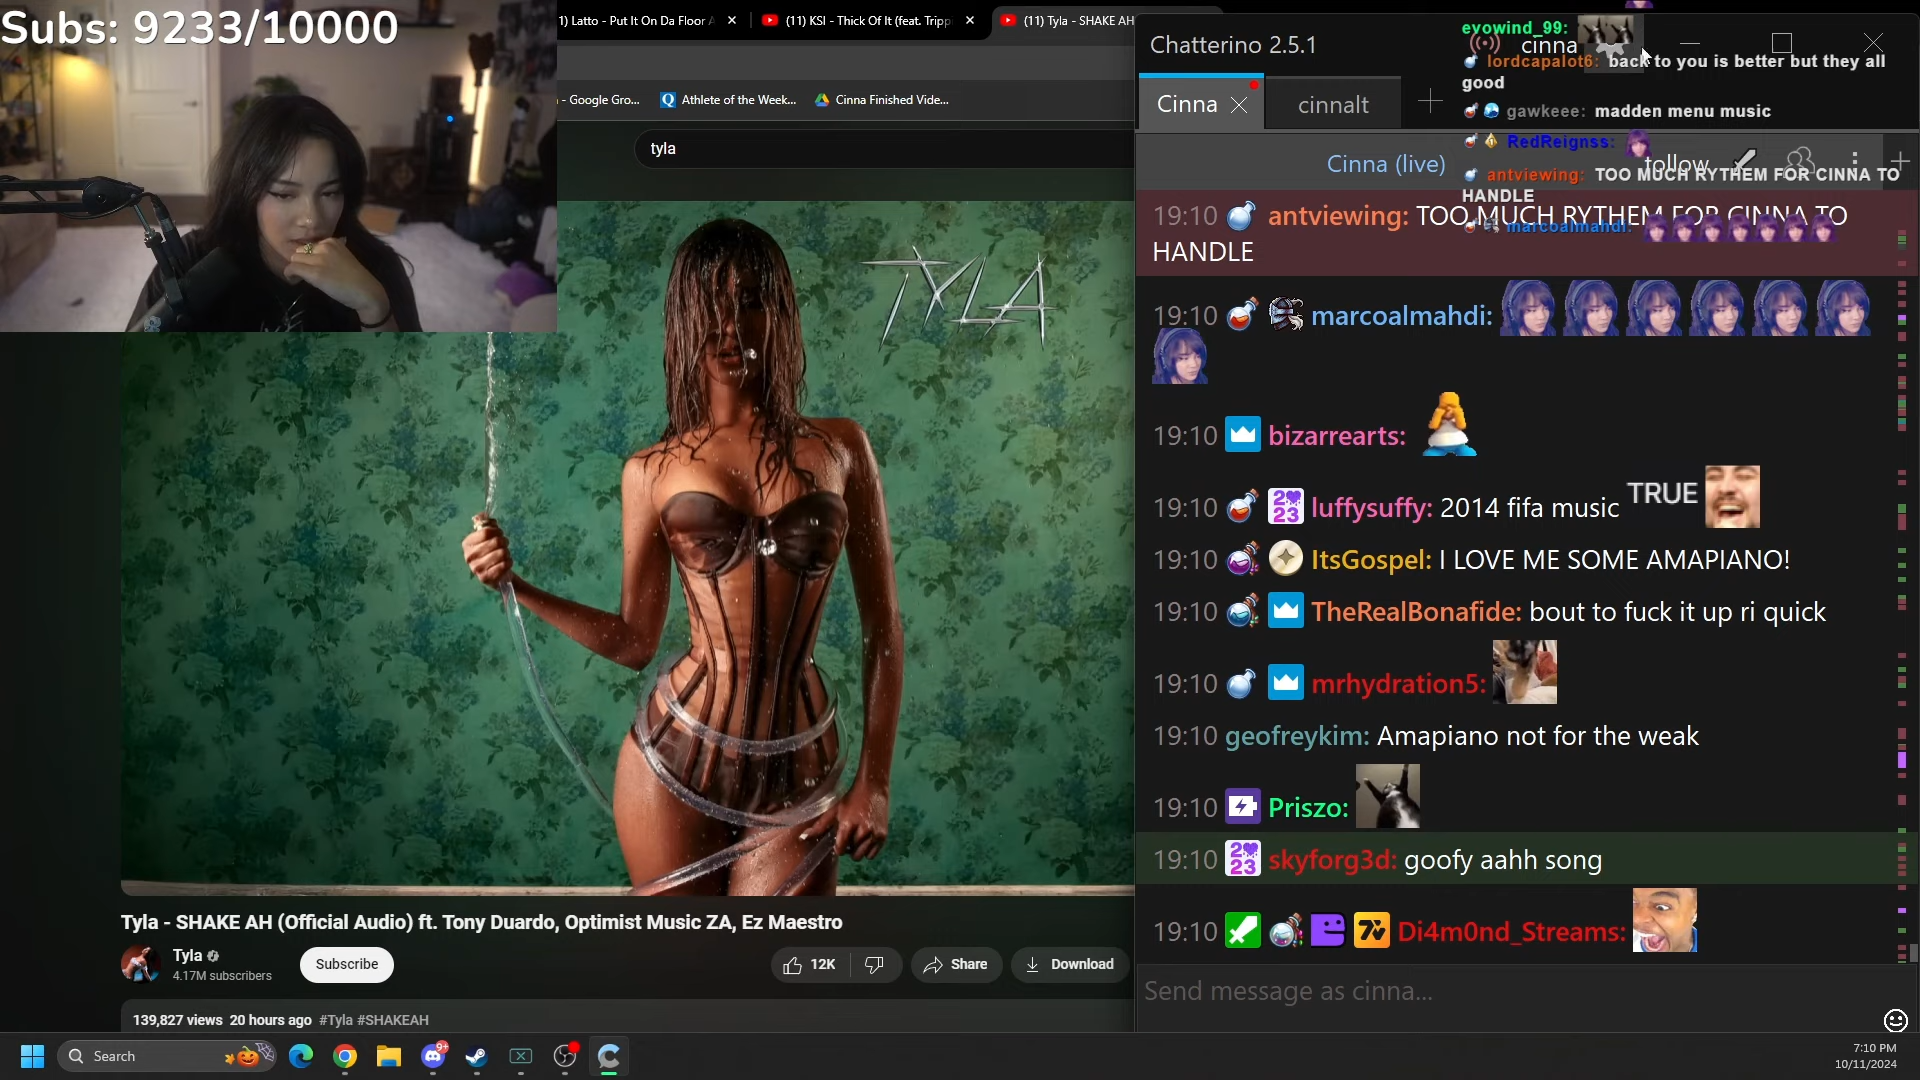 Subs: 9233/10000
1) Latto - Put It On Da Floor A
(11) KSI - Thick Of It (feat. Tripp
(11) Tyla - SHAKE AH
- Google Gro...
Athlete of the Week...
Cinna Finished Vide...
tyla
TYLA
Tyla - SHAKE AH (Official Audio) ft. Tony Duardo, Optimist Music ZA, Ez Maestro
Tyla
4.17M subscribers
Subscribe
12K
Share
Download
139,827 views 20 hours ago #Tyla #SHAKEAH
Chatterino 2.5.1
cinna
Cinna
cinnalt
Cinna (live)
follow
evowind_99:
lordcapalot6: back to you is better but they all
good
gawkeee: madden menu music
RedReignss:
antviewing: TOO MUCH RYTHEM FOR CINNA TO
HANDLE
marcoalmahdi:
19:10 antviewing: TOO MUCH RYTHEM FOR CINNA TO
HANDLE
19:10 marcoalmahdi:
19:10 bizarrearts:
19:10 luffysuffy: 2014 fifa music TRUE
19:10 ItsGospel: I LOVE ME SOME AMAPIANO!
19:10 TheRealBonafide: bout to fuck it up ri quick
19:10 mrhydration5:
19:10 geofreykim: Amapiano not for the weak
19:10 Priszo:
19:10 skyforg3d: goofy aahh song
19:10 Di4m0nd_Streams:
Send message as cinna...
Search
9+
7:10 PM
10/11/2024